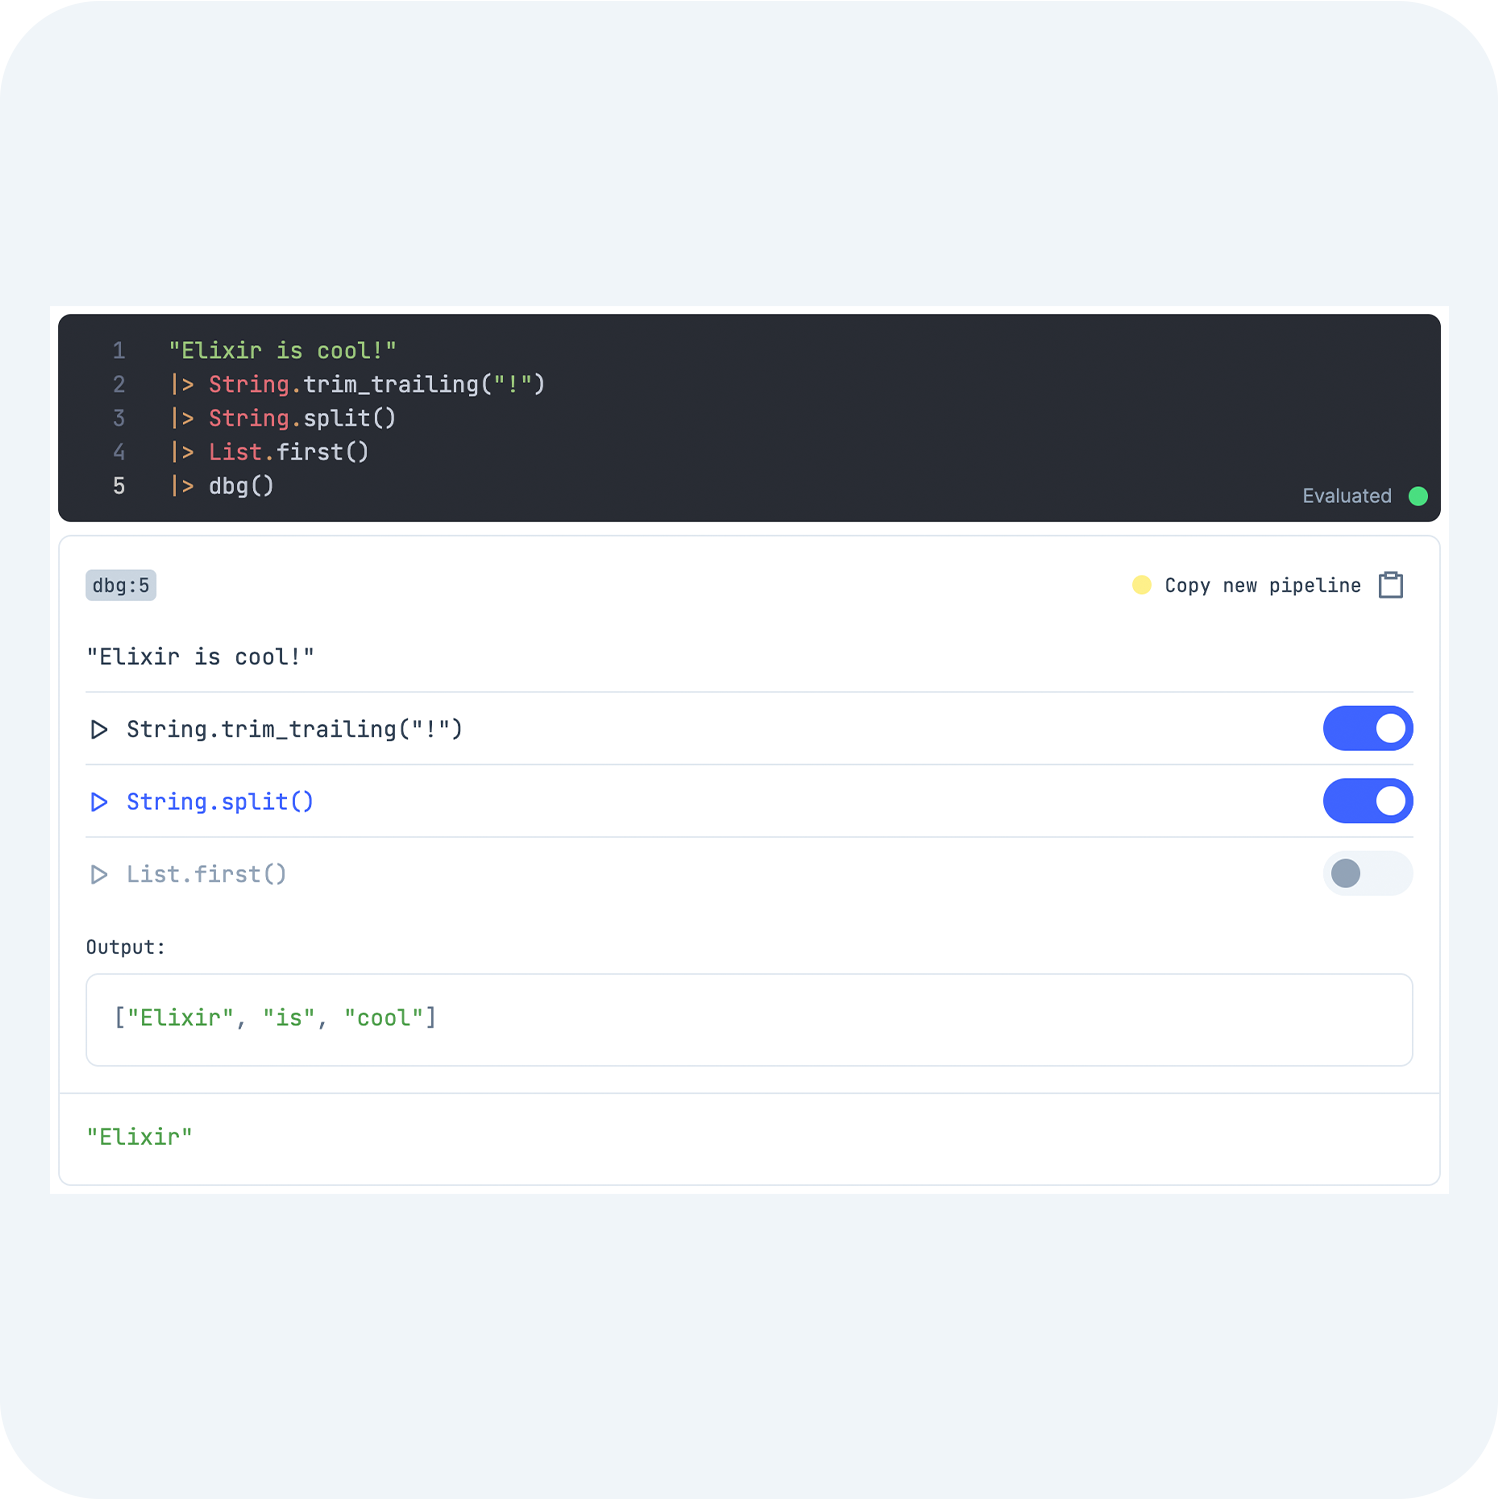 1 "Elixir is cool!"
2 |> String.trim_trailing("!")
3 |> String.split()
4 |> List.first()
5 |> dbg()
Evaluated
dbg:5 Copy new pipeline
"Elixir is cool!"
String.trim_trailing("!")
String.split()
List.first()
Output:
["Elixir", "is", "cool"]
"Elixir"